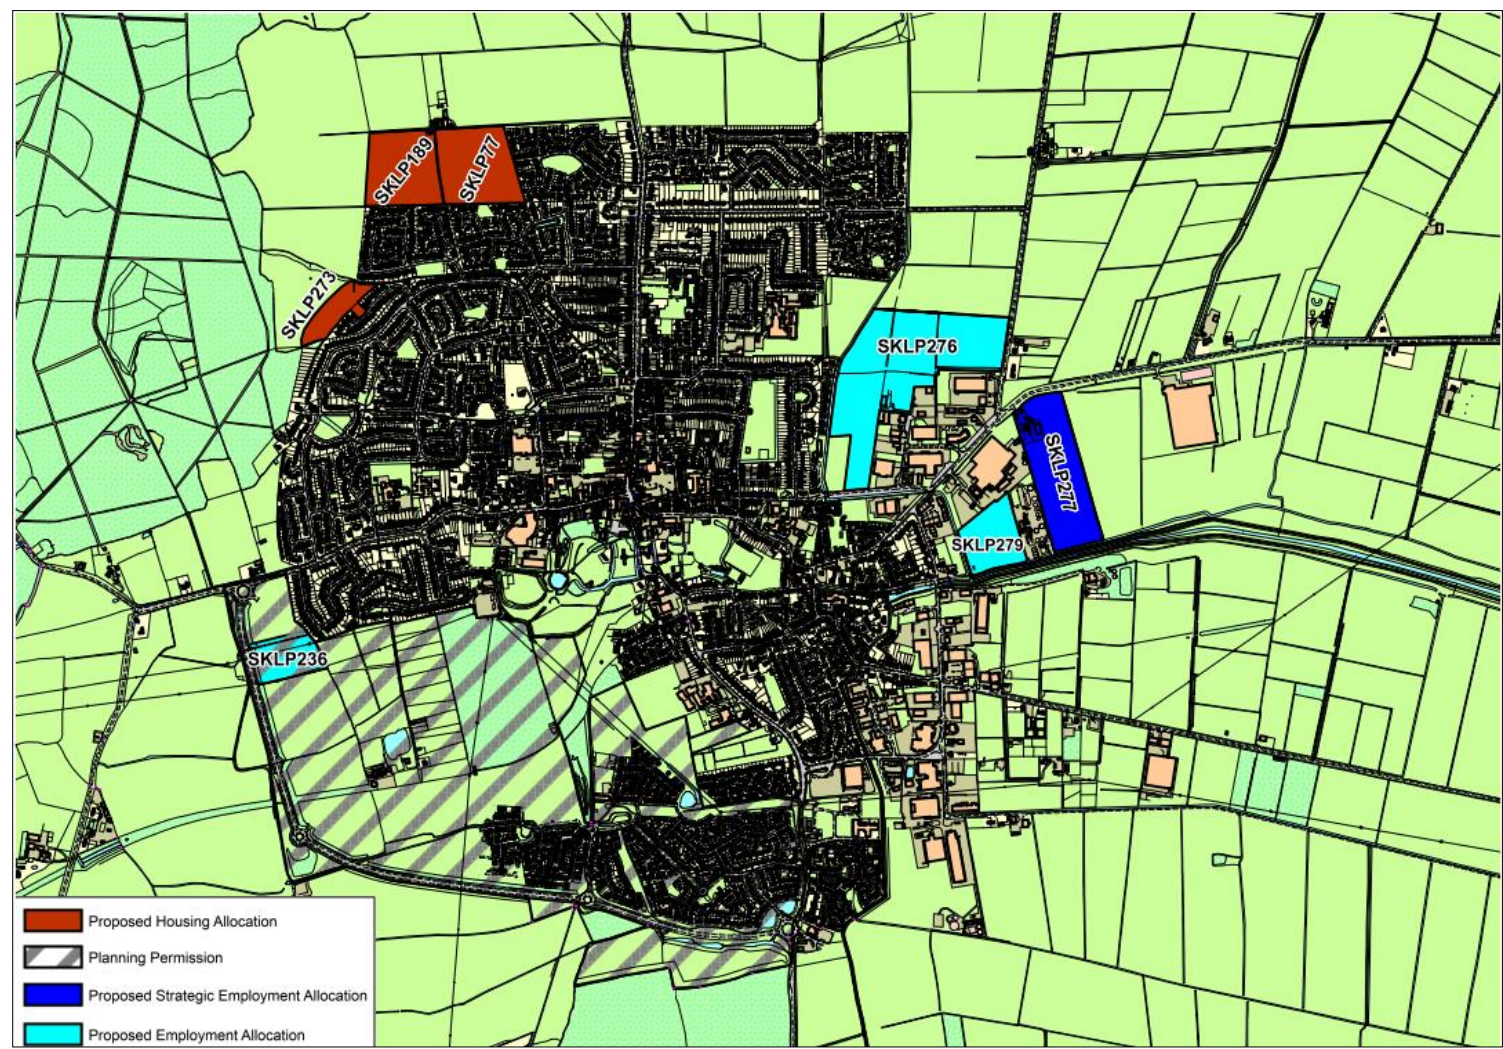 SKLP189
SKLP77
SKLP273
SKLP276
SKLP277
SKLP279
SKLP236
Proposed Housing Allocation
Planning Permission
Proposed Strategic Employment Allocation
Proposed Employment Allocation